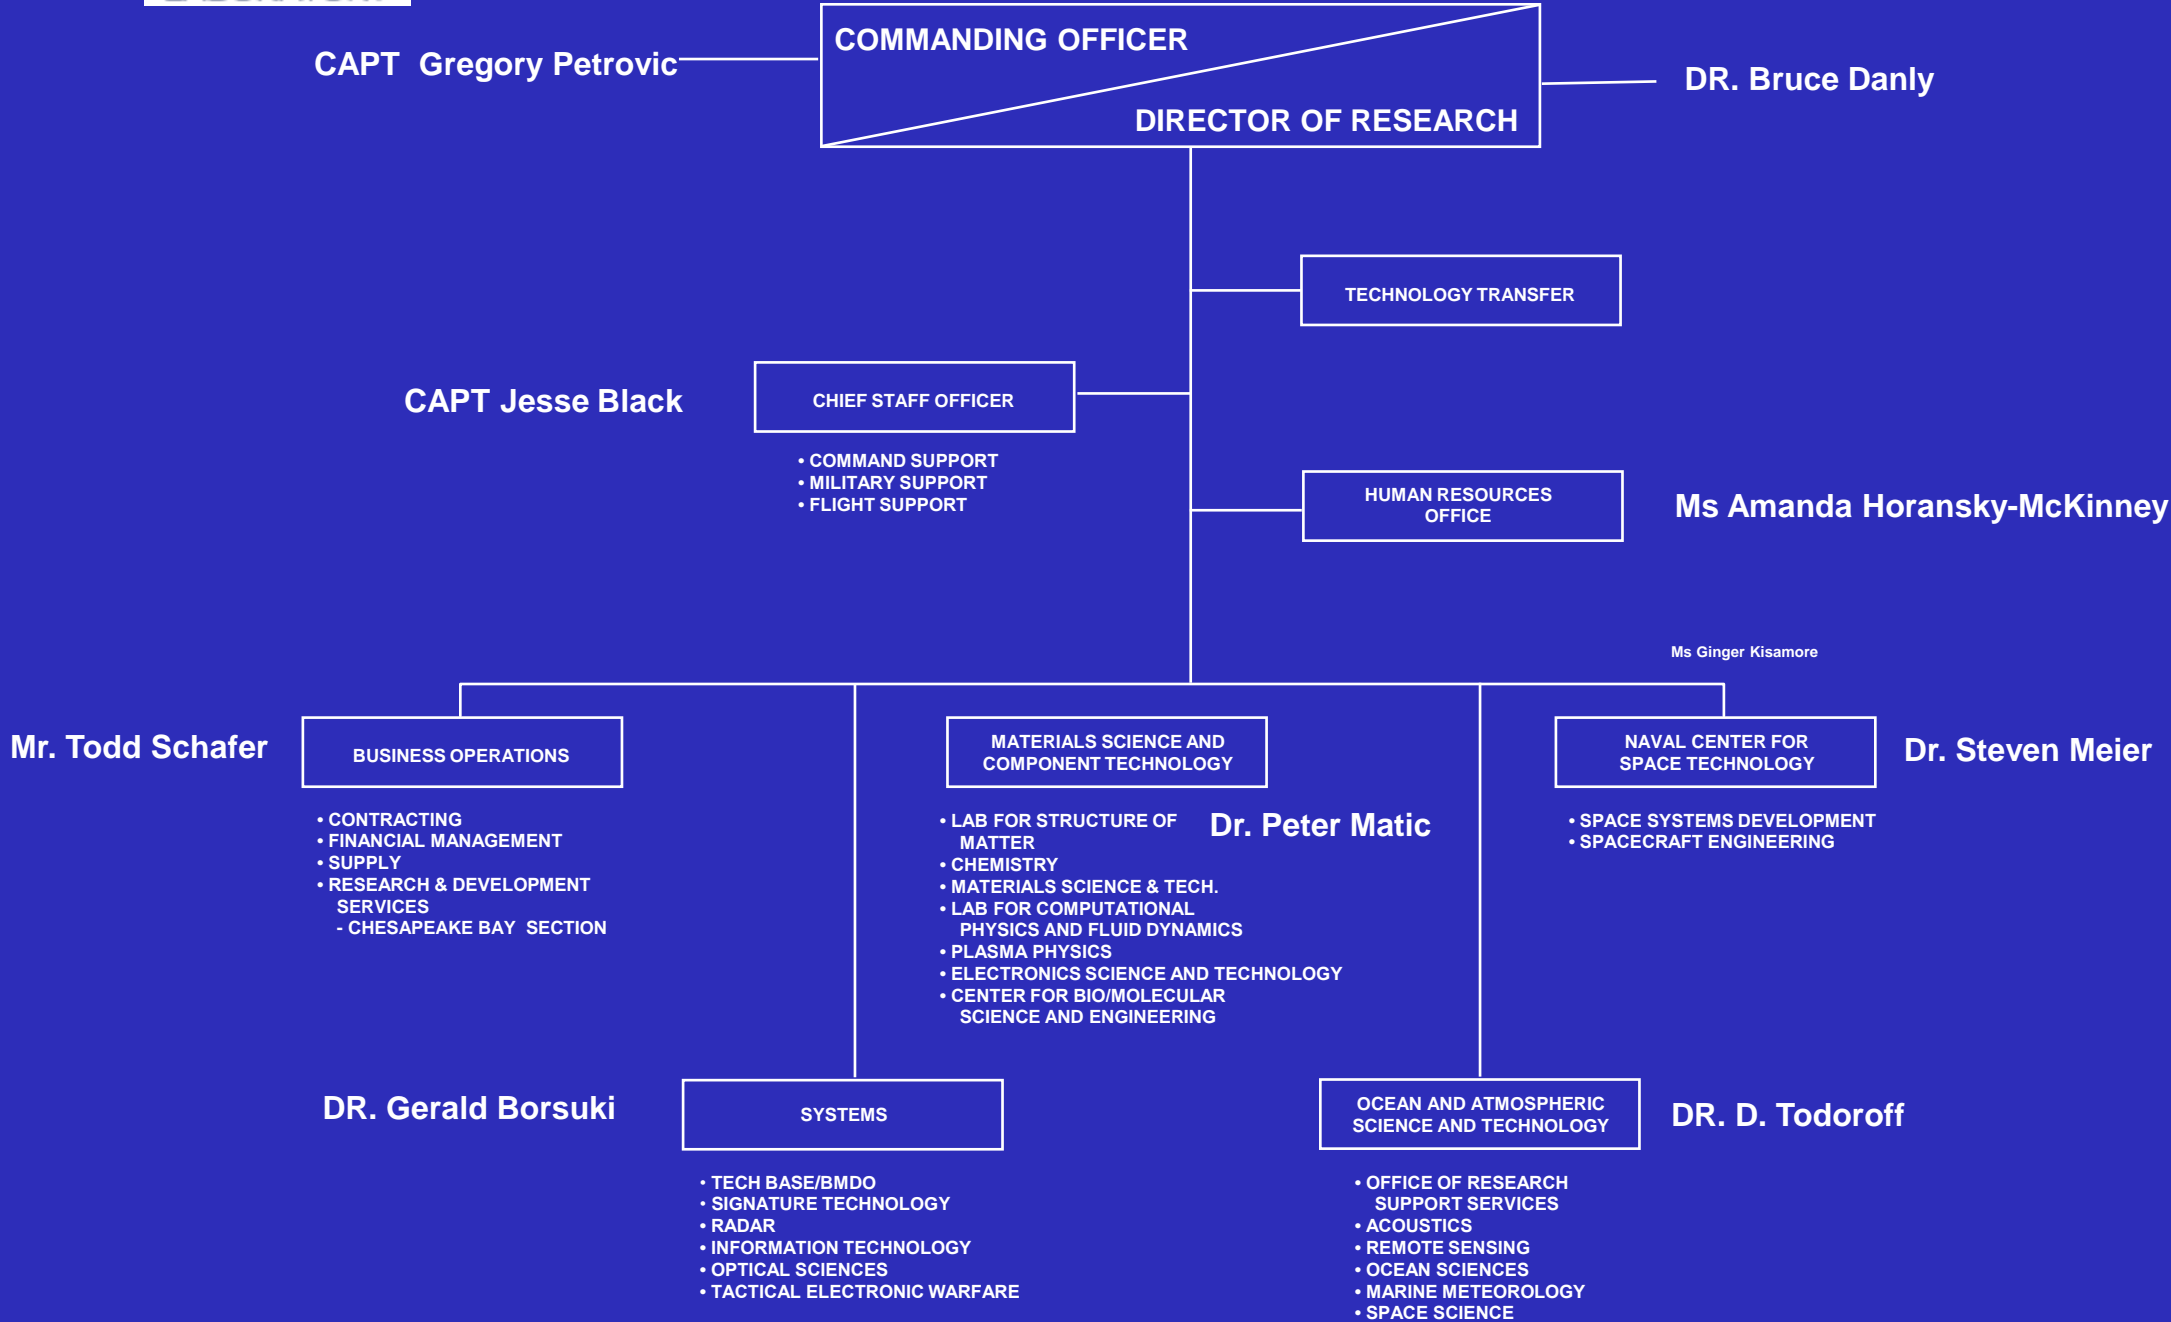 COMMANDING OFFICER
CAPT  Gregory Petrovic
DR. Bruce Danly
DIRECTOR OF RESEARCH
TECHNOLOGY TRANSFER
CAPT Jesse Black
CHIEF STAFF OFFICER
• COMMAND SUPPORT
• MILITARY SUPPORT
• FLIGHT SUPPORT
HUMAN RESOURCES
OFFICE
Ms Amanda Horansky-McKinney
Ms Ginger Kisamore
Mr. Todd Schafer
BUSINESS OPERATIONS
• CONTRACTING
• FINANCIAL MANAGEMENT
• SUPPLY
• RESEARCH & DEVELOPMENT
SERVICES
- CHESAPEAKE BAY  SECTION
MATERIALS SCIENCE AND
COMPONENT TECHNOLOGY
Dr. Peter Matic
• LAB FOR STRUCTURE OF
MATTER
• CHEMISTRY
• MATERIALS SCIENCE & TECH.
• LAB FOR COMPUTATIONAL
PHYSICS AND FLUID DYNAMICS
• PLASMA PHYSICS
• ELECTRONICS SCIENCE AND TECHNOLOGY
• CENTER FOR BIO/MOLECULAR
SCIENCE AND ENGINEERING
NAVAL CENTER FOR
SPACE TECHNOLOGY
Dr. Steven Meier
• SPACE SYSTEMS DEVELOPMENT
• SPACECRAFT ENGINEERING
DR. Gerald Borsuki
SYSTEMS
• TECH BASE/BMDO
• SIGNATURE TECHNOLOGY
• RADAR
• INFORMATION TECHNOLOGY
• OPTICAL SCIENCES
• TACTICAL ELECTRONIC WARFARE
OCEAN AND ATMOSPHERIC
SCIENCE AND TECHNOLOGY
DR. D. Todoroff
• OFFICE OF RESEARCH
SUPPORT SERVICES
• ACOUSTICS
• REMOTE SENSING
• OCEAN SCIENCES
• MARINE METEOROLOGY
• SPACE SCIENCE